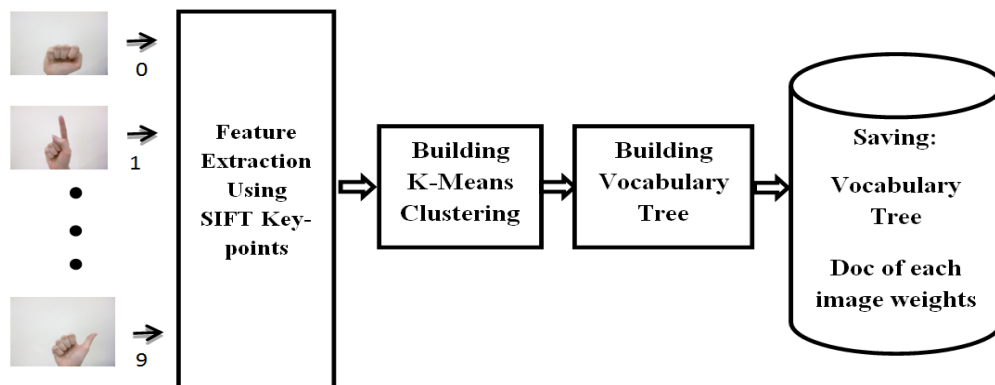 0
1
9
Feature
Extraction
Using
SIFT Key-
points
Building
K-Means
Clustering
Building
Vocabulary
Tree
Saving:
Vocabulary
Tree
Doc of each
image weights